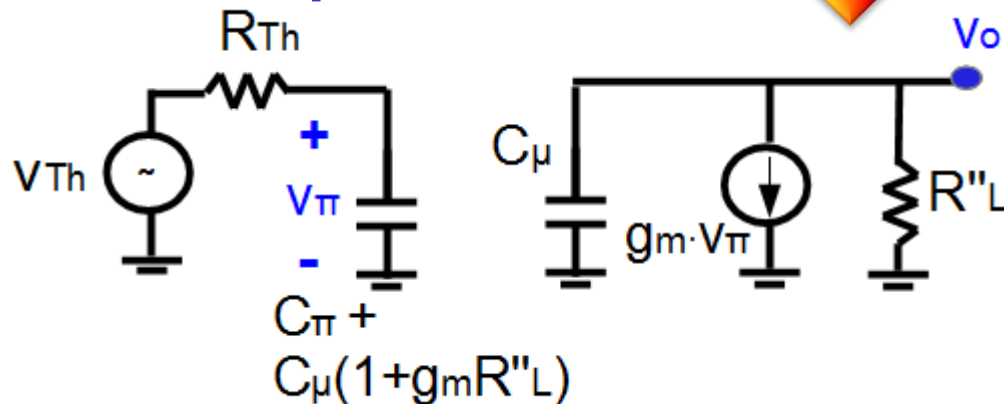 RTh
vo
Cμ
vTh
~
+
vπ
-
gm·vπ
R"L
Cπ +
Cμ(1+gmR"L)